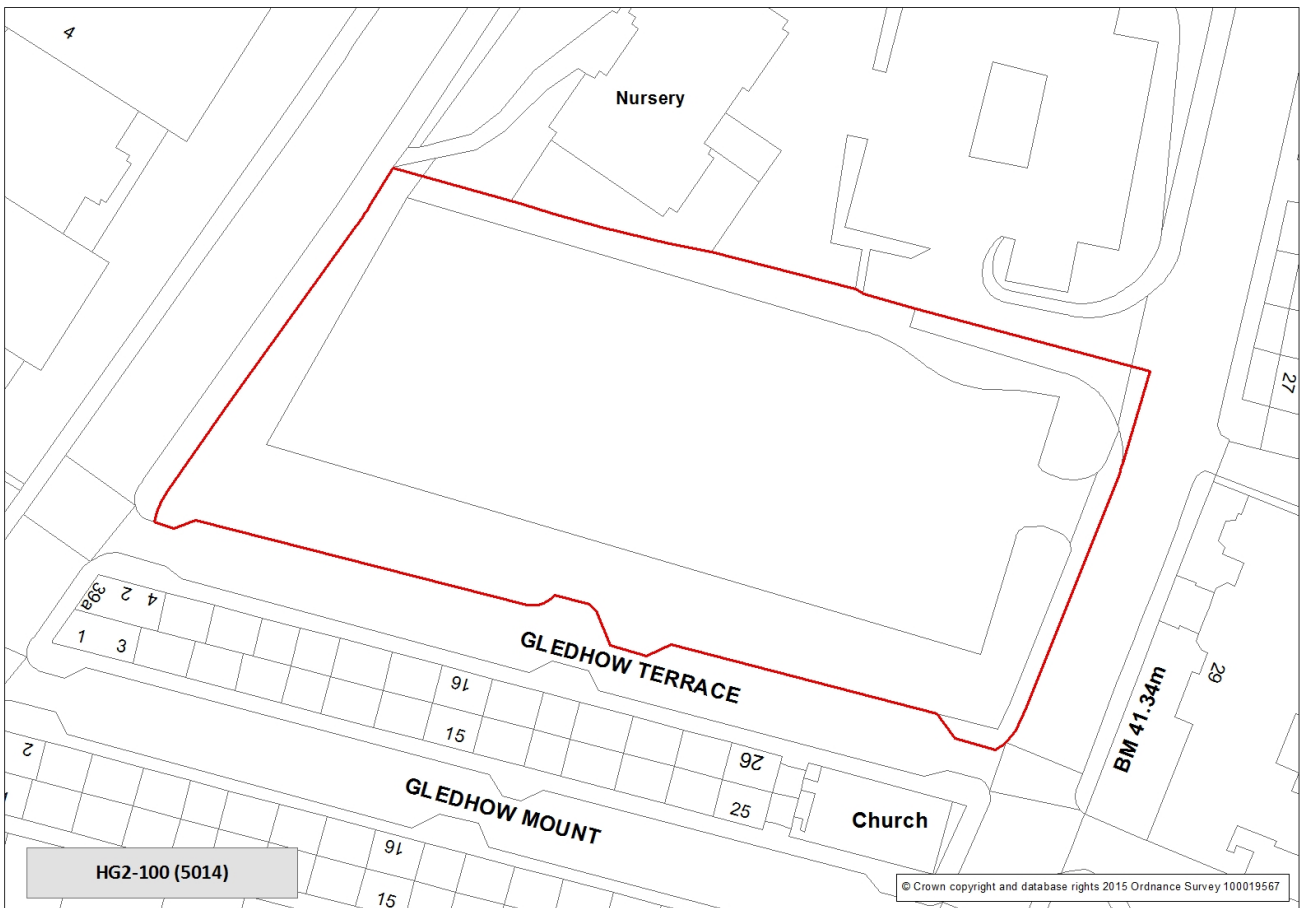 4
Nursery
27
39a
2
4
1
3
GLEDHOW TERRACE
16
15
29
BM 41.34m
26
25
Church
2
GLEDHOW MOUNT
16
15
HG2-100 (5014)
© Crown copyright and database rights 2015 Ordnance Survey 100019567